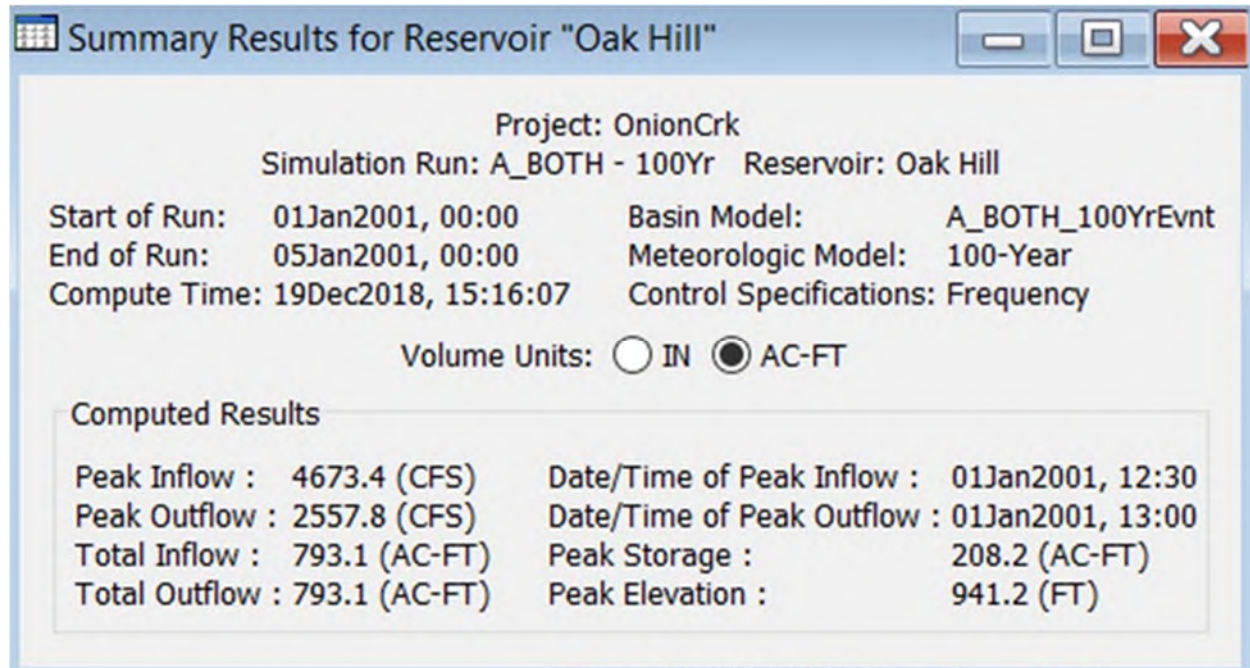 Summary Results for Reservoir "Oak Hill"
Project: OnionCrk
Simulation Run: A_BOTH - 100Yr Reservoir: Oak Hill
Start of Run: 01Jan2001, 00:00 Basin Model: A_BOTH_100YrEvnt
End of Run: 05Jan2001, 00:00 Meteorologic Model: 100-Year
Compute Time: 19Dec2018, 15:16:07 Control Specifications: Frequency
Volume Units: IN AC-FT
Computed Results
Peak Inflow : 4673.4 (CFS) Date/Time of Peak Inflow : 01Jan2001, 12:30
Peak Outflow : 2557.8 (CFS) Date/Time of Peak Outflow : 01Jan2001, 13:00
Total Inflow : 793.1 (AC-FT) Peak Storage : 208.2 (AC-FT)
Total Outflow : 793.1 (AC-FT) Peak Elevation : 941.2 (FT)